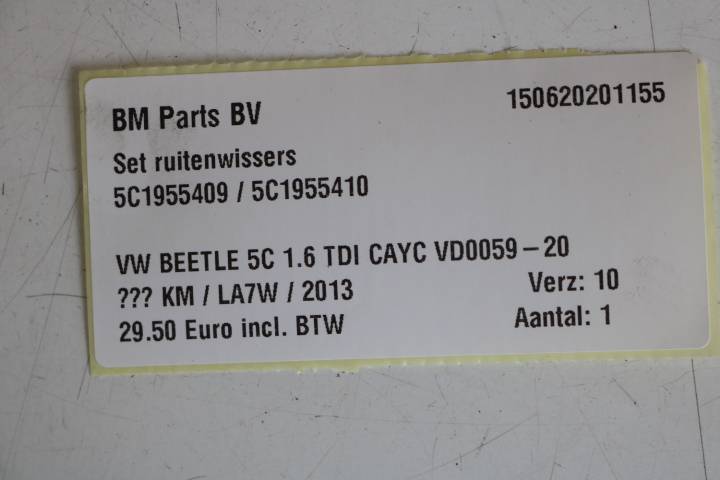 BM Parts BV 150620201155
Set ruitenwissers
5C1955409 / 5C1955410
VW BEETLE 5C 1.6 TDI CAYC VD0059-20
??? KM / LA7W / 2013 Verz: 10
29.50 Euro incl. BTW Aantal: 1